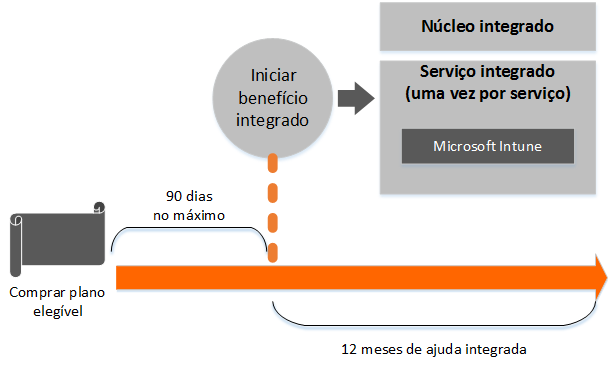 Núcleo integrado
Iniciar
benefício
integrado
Serviço integrado
(uma vez por serviço)
Microsoft Intune
90 dias
no máximo
Comprar plano
elegível
12 meses de ajuda integrada